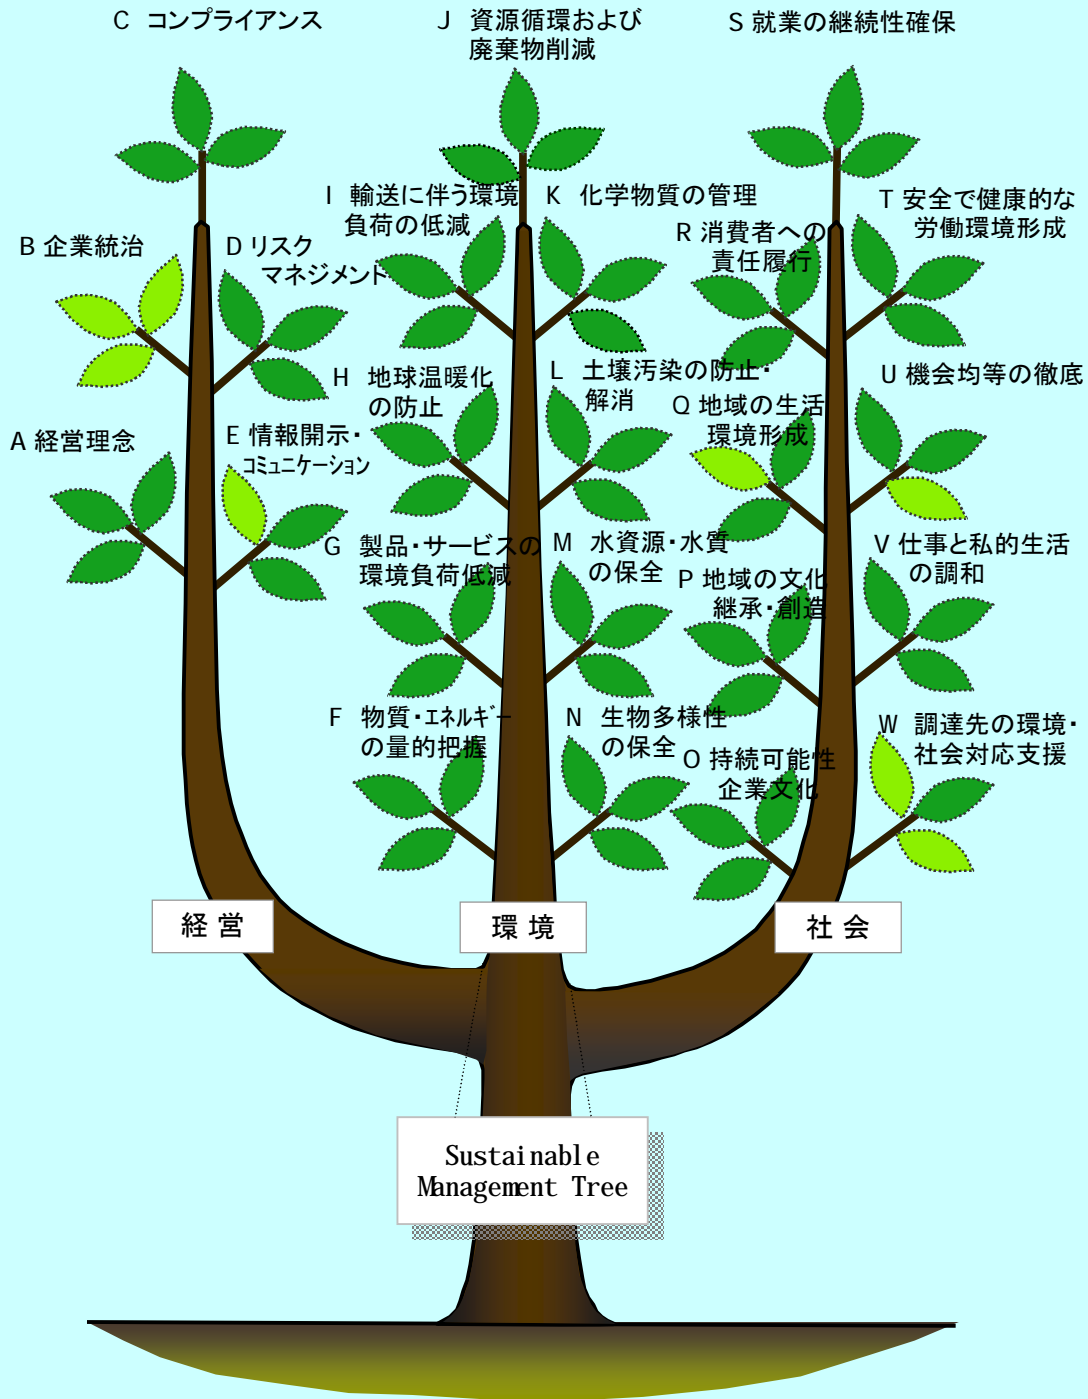 C コンプライアンス
J 資源循環および
廃棄物削減
S 就業の継続性確保
I 輸送に伴う環境
負荷の低減
K 化学物質の管理
R 消費者への
責任履行
T 安全で健康的な
労働環境形成
B 企業統治
D リスク
マネジメント
H 地球温暖化
の防止
L 土壌汚染の防止・
解消
Q 地域の生活
環境形成
U 機会均等の徹底
A 経営理念
E 情報開示・
コミュニケーション
G 製品・サービスの
環境負荷低減
M 水資源・水質
の保全
P 地域の文化
継承・創造
V 仕事と私的生活
の調和
F 物質・エネルギー
の量的把握
N 生物多様性
の保全
O 持続可能性
企業文化
W 調達先の環境・
社会対応支援
経営
環境
社会
Sustainable
Management Tree